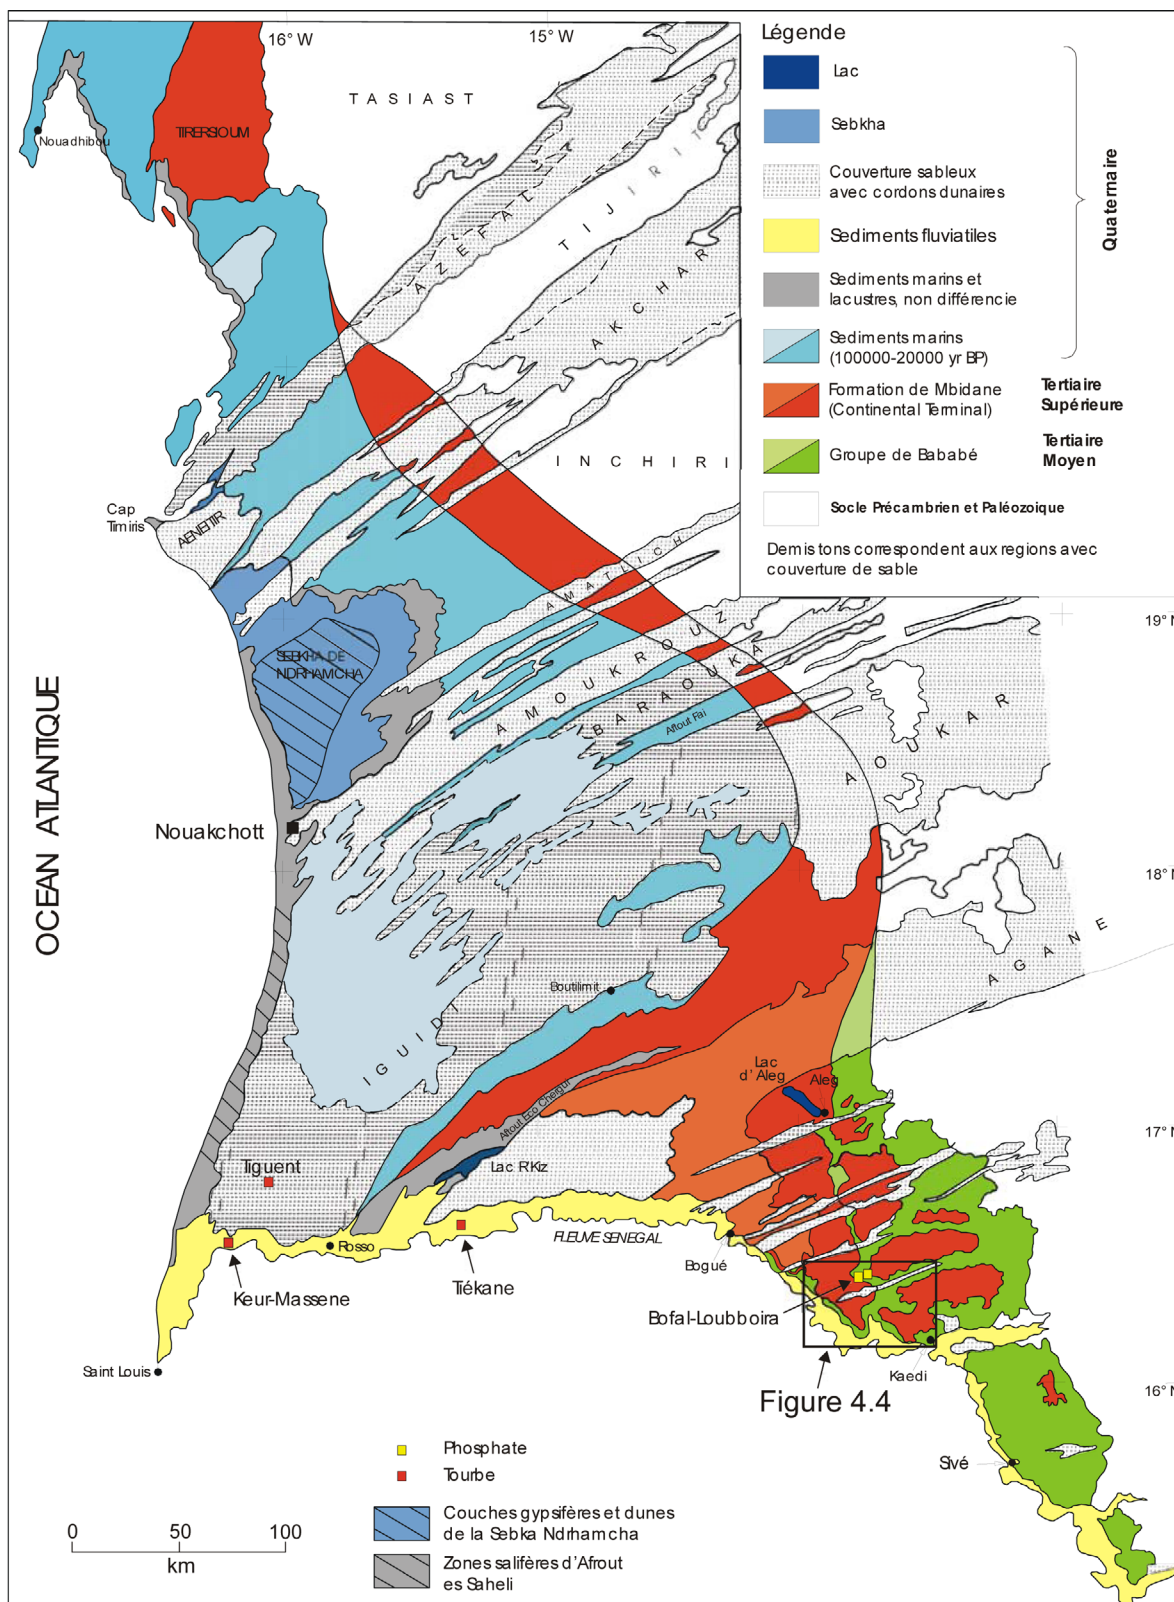 16° W
15° W
TASIAST
Nouadhibou
TIRERSIOUM
AZEFAL
TIJIRIT
AKCHAR
INCHIRI
Cap
Timiris
AENEITIR
AMATLICH
SEBKHA DE
NDRHAMCHA
AMOUKROUZ
BARAOUKA
Aftout Fai
AOUKAR
19° N
OCEAN ATLANTIQUE
Nouakchott
18° N
AGANE
Boutilimit
IGUIDI
Lac
d' Aleg
Aleg
Aftout Eco Chergui
17° N
Lac R'Kiz
Tiguent
Rosso
FLEUVE SENEGAL
Bogué
Keur-Massene
Tiékane
Bofal-Loubboira
Saint Louis
Kaedi
16° N
Figure 4.4
Sivé
Légende
Lac
Sebkha
Couverture sableux
avec cordons dunaires
Sediments fluviatiles
Sediments marins et
lacustres, non différencie
Sediments marins
(100000-20000 yr BP)
Quaternaire
Formation de Mbidane
(Continental Terminal)
Tertiaire
Supérieure
Groupe de Bababé
Tertiaire
Moyen
Socle Précambrien et Paléozoique
Demistons correspondent aux regions avec
couverture de sable
Phosphate
Tourbe
Couches gypsifères et dunes
de la Sebka Ndrhamcha
Zones salifères d'Afrout
es Saheli
0 50 100
km